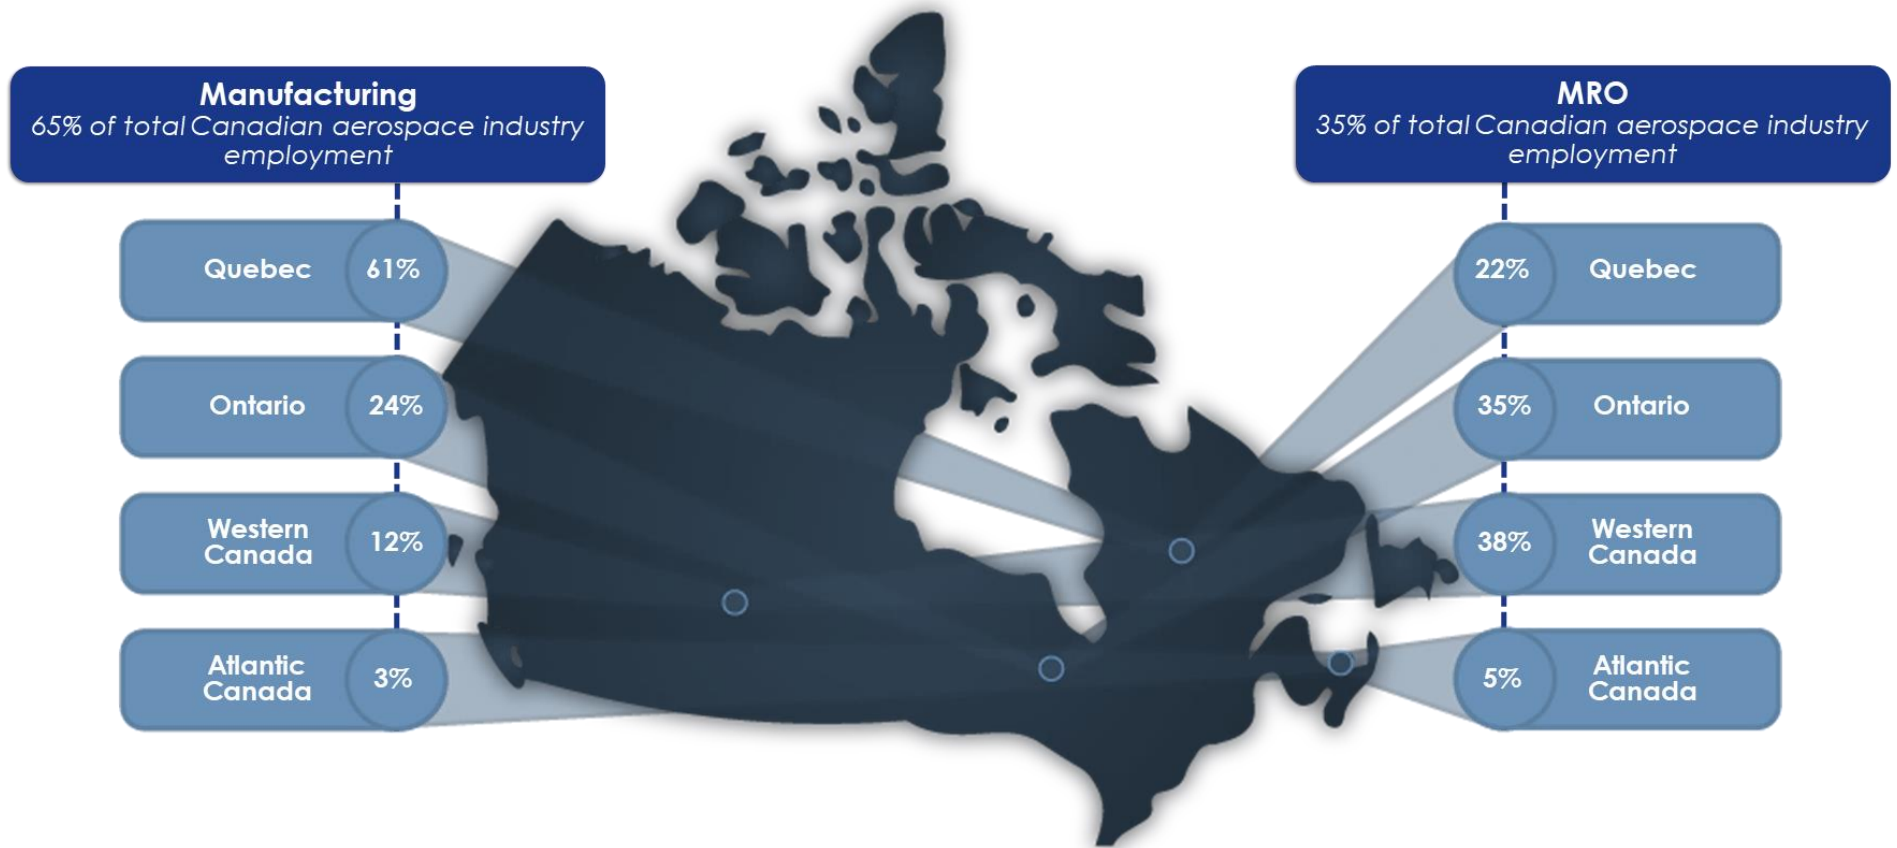 Manufacturing
65% of total Canadian aerospace industry
employment
Quebec 61%
Ontario 24%
Western
Canada
12%
Atlantic
Canada
3%
MRO
35% of total Canadian aerospace industry
employment
22% Quebec
35% Ontario
38%
Western
Canada
5%
Atlantic
Canada